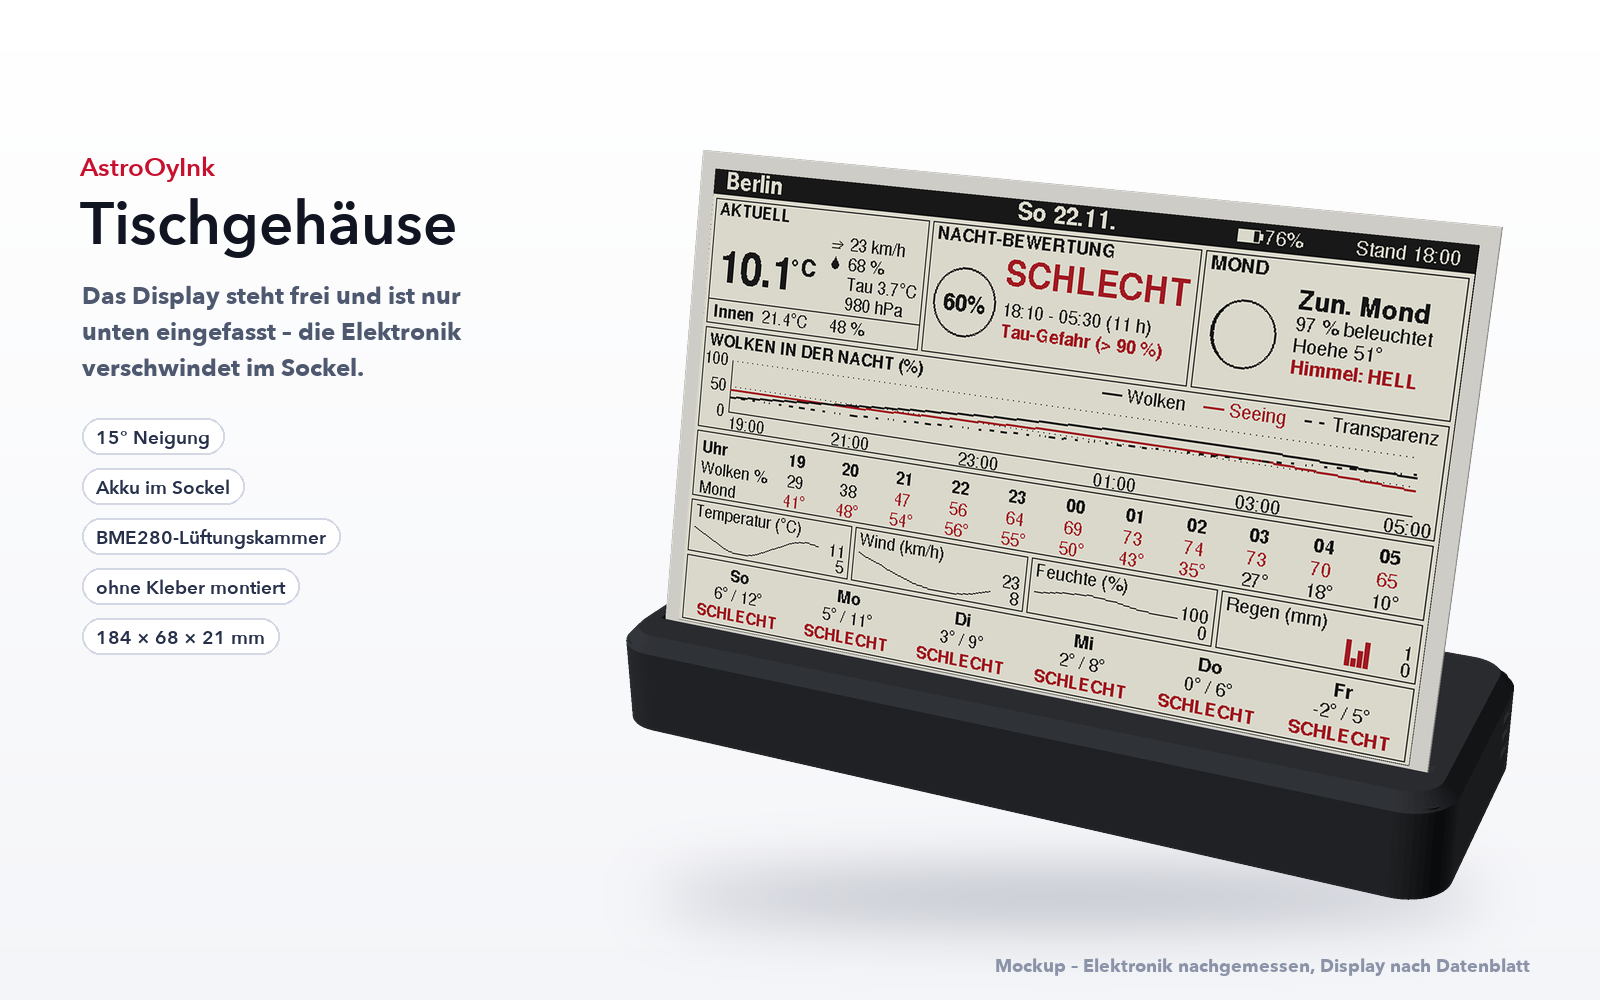 AstroOyInk
Tischgehäuse
Das Display steht frei und ist nur
unten eingefasst – die Elektronik
verschwindet im Sockel.
15° Neigung
Akku im Sockel
BME280-Lüftungskammer
ohne Kleber montiert
184 × 68 × 21 mm
Berlin
So 22.11.
76%
Stand 18:00
AKTUELL
10.1°C
23 km/h
68 %
Tau 3.7°C
980 hPa
Innen 21.4°C 48 %
NACHT-BEWERTUNG
60%
SCHLECHT
18:10 - 05:30 (11 h)
Tau-Gefahr (> 90 %)
MOND
Zun. Mond
97 % beleuchtet
Hoehe 51°
Himmel: HELL
WOLKEN IN DER NACHT (%)
Wolken Seeing Transparenz
100
50
0
19:00 21:00 23:00 01:00 03:00 05:00
Uhr 19 20 21 22 23 00 01 02 03 04 05
Wolken % 29 38 47 56 64 69 73 74 73 70 65
Mond 41° 48° 54° 56° 55° 50° 43° 35° 27° 18° 10°
Temperatur (°C)
11
5
Wind (km/h)
23
8
Feuchte (%)
100
0
Regen (mm)
1
0
So Mo Di Mi Do Fr
6° / 12° 5° / 11° 3° / 9° 2° / 8° 0° / 6° -2° / 5°
SCHLECHT SCHLECHT SCHLECHT SCHLECHT SCHLECHT SCHLECHT
Mockup – Elektronik nachgemessen, Display nach Datenblatt